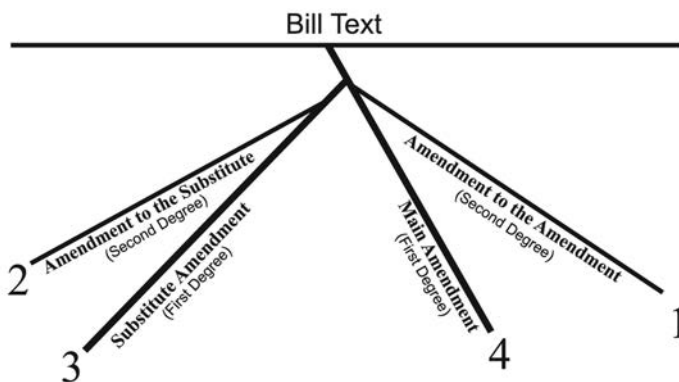 Bill Text
Amendment to the Substitute
(Second Degree)
2
Substitute Amendment
(First Degree)
3
Main Amendment
(First Degree)
4
Amendment to the Amendment
(Second Degree)
1